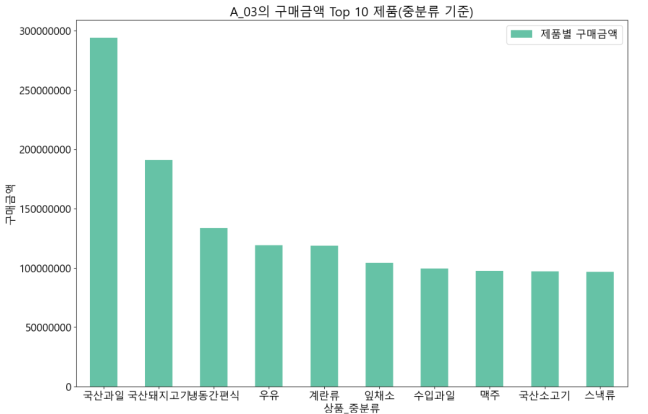 A_03의 구매금액 Top 10 제품(중분류 기준)
제품별 구매금액
300000000
250000000
200000000
150000000
100000000
50000000
0
구매금액
국산과일 국산돼지고기 냉동간편식 우유 계란류 잎채소 수입과일 맥주 국산소고기 스낵류
상품_중분류